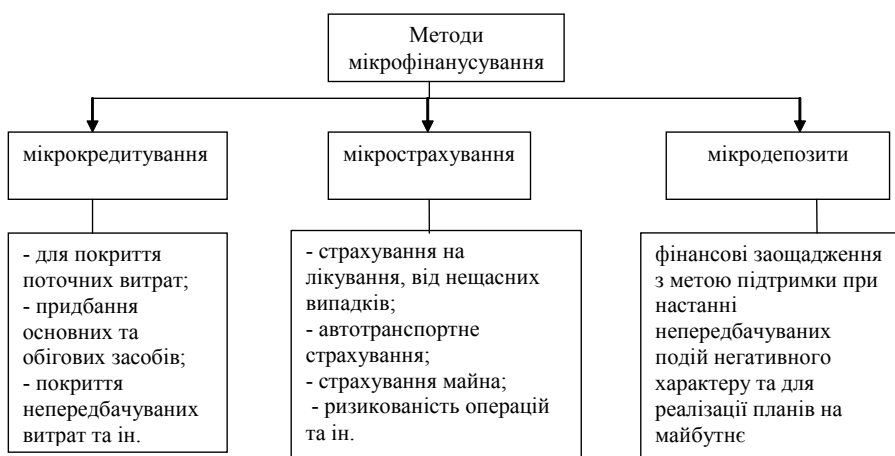 Методи
мікрофінанусування
мікрокредитування
мікрострахування
мікродепозити
- для покриття
поточних витрат;
- придбання
основних та
обігових засобів;
- покриття
непередбачуваних
витрат та ін.
- страхування на
лікування, від нещасних
випадків;
- автотранспортне
страхування;
- страхування майна;
- ризикованість операцій
та ін.
фінансові заощадження
з метою підтримки при
настанні
непередбачуваних
подій негативного
характеру та для
реалізації планів на
майбутнє